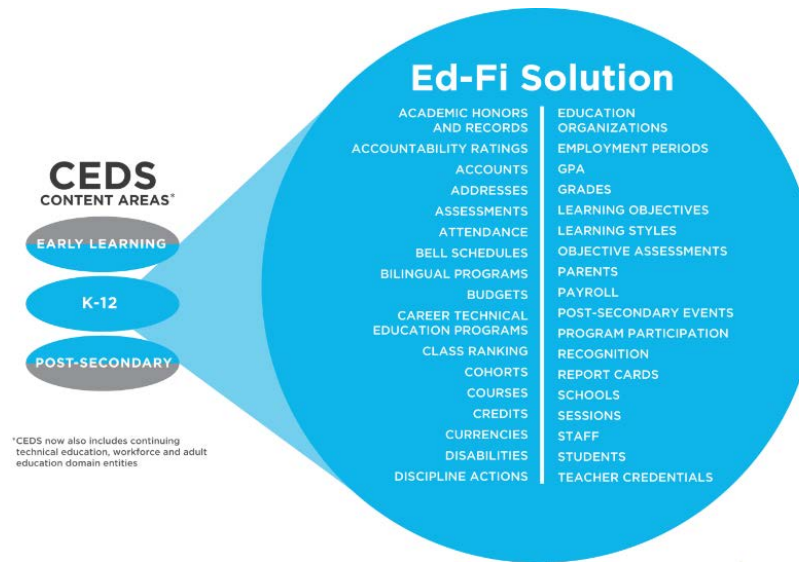 Ed-Fi Solution
CEDS
CONTENT AREAS*
EARLY LEARNING
K-12
POST-SECONDARY
*CEDS now also includes continuing
technical education, workforce and adult
education domain entities
ACADEMIC HONORS
AND RECORDS
ACCOUNTABILITY RATINGS
ACCOUNTS
ADDRESSES
ASSESSMENTS
ATTENDANCE
BELL SCHEDULES
BILINGUAL PROGRAMS
BUDGETS
CAREER TECHNICAL
EDUCATION PROGRAMS
CLASS RANKING
COHORTS
COURSES
CREDITS
CURRENCIES
DISABILITIES
DISCIPLINE ACTIONS
EDUCATION
ORGANIZATIONS
EMPLOYMENT PERIODS
GPA
GRADES
LEARNING OBJECTIVES
LEARNING STYLES
OBJECTIVE ASSESSMENTS
PARENTS
PAYROLL
POST-SECONDARY EVENTS
PROGRAM PARTICIPATION
RECOGNITION
REPORT CARDS
SCHOOLS
SESSIONS
STAFF
STUDENTS
TEACHER CREDENTIALS